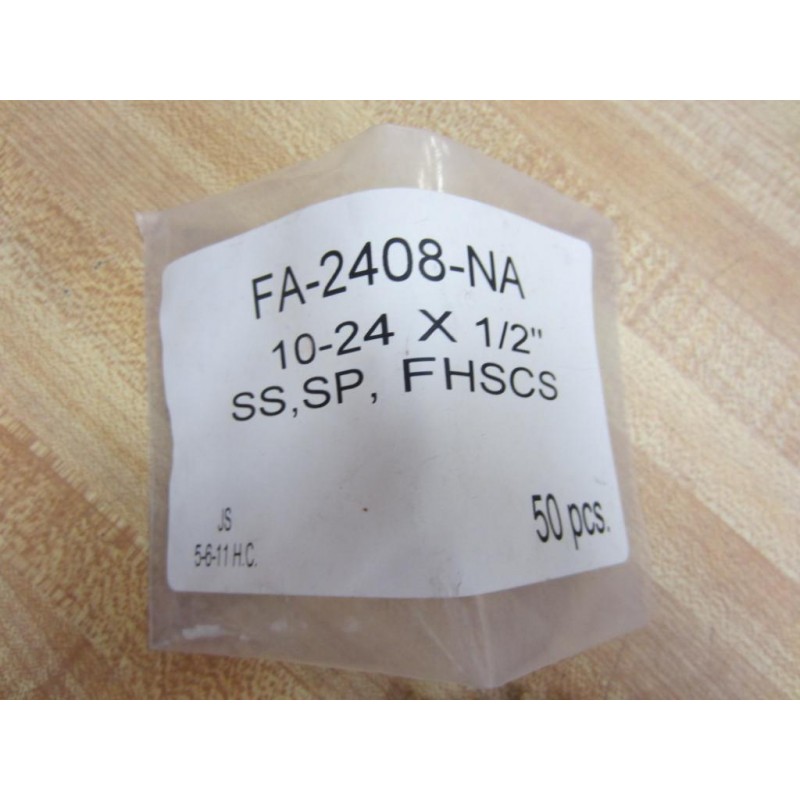 FA-2408-NA
10-24 X 1/2"
SS,SP, FHSCS
JS
5-6-11 H.C.
50 pcs.